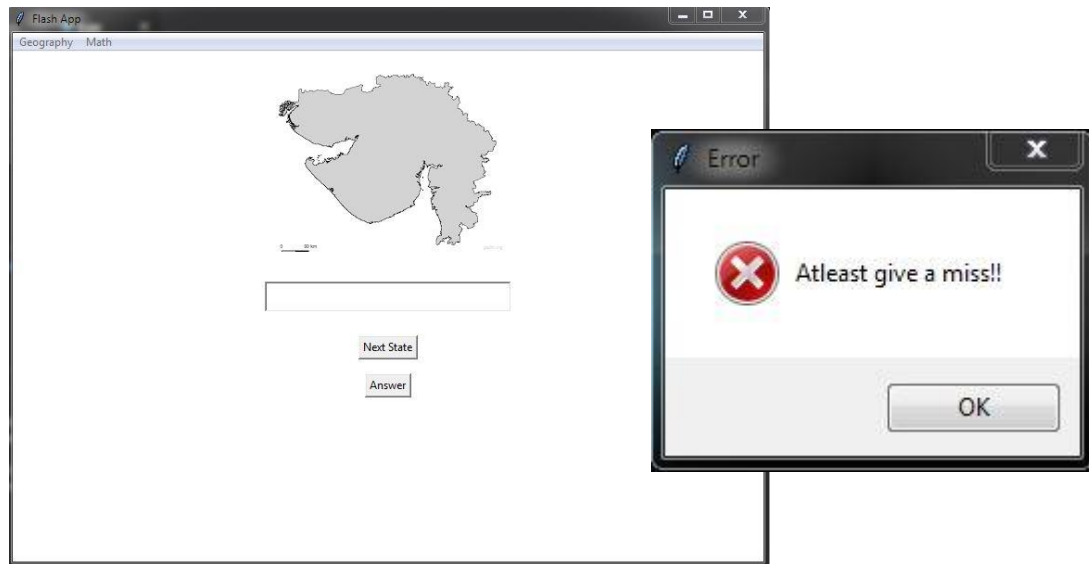 Flash App
Geography Math
Next State
Answer
Error
Atleast give a miss!!
OK